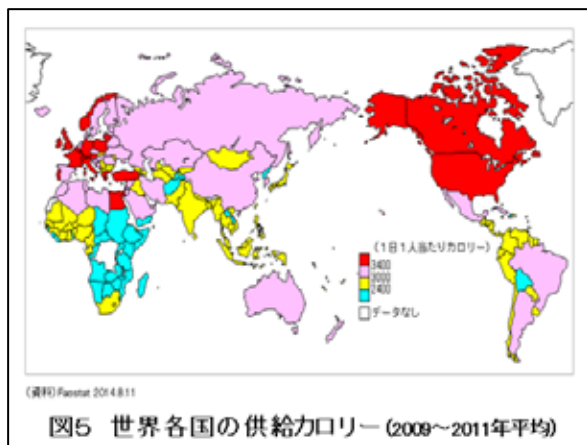 (1日1人当たりカロリー)
3400
3000
2400
データなし
(資料)Faostat 2014.8.11
図5 世界各国の供給カロリー(2009~2011年平均)